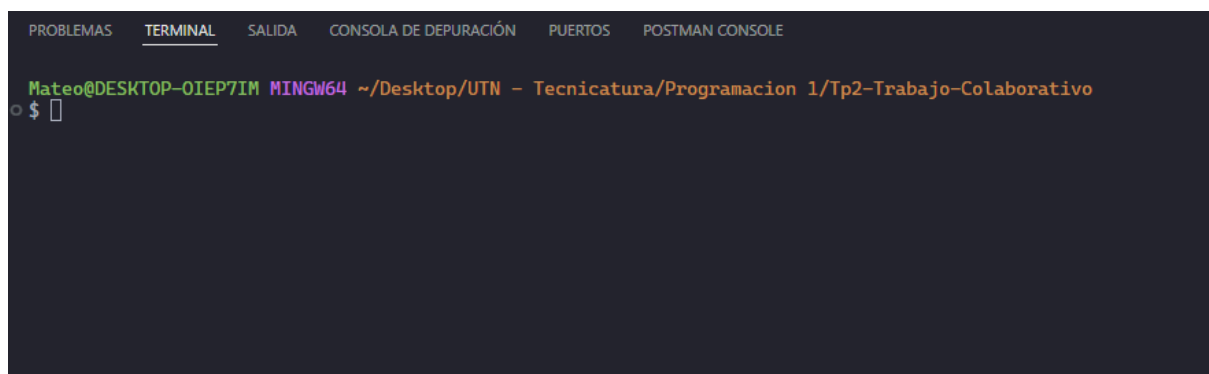 PROBLEMAS TERMINAL SALIDA CONSOLA DE DEPURACIÓN PUERTOS POSTMAN CONSOLE
Mateo@DESKTOP-OIEP7IM MINGW64 ~/Desktop/UTN - Tecnicatura/Programacion 1/Tp2-Trabajo-Colaborativo
$